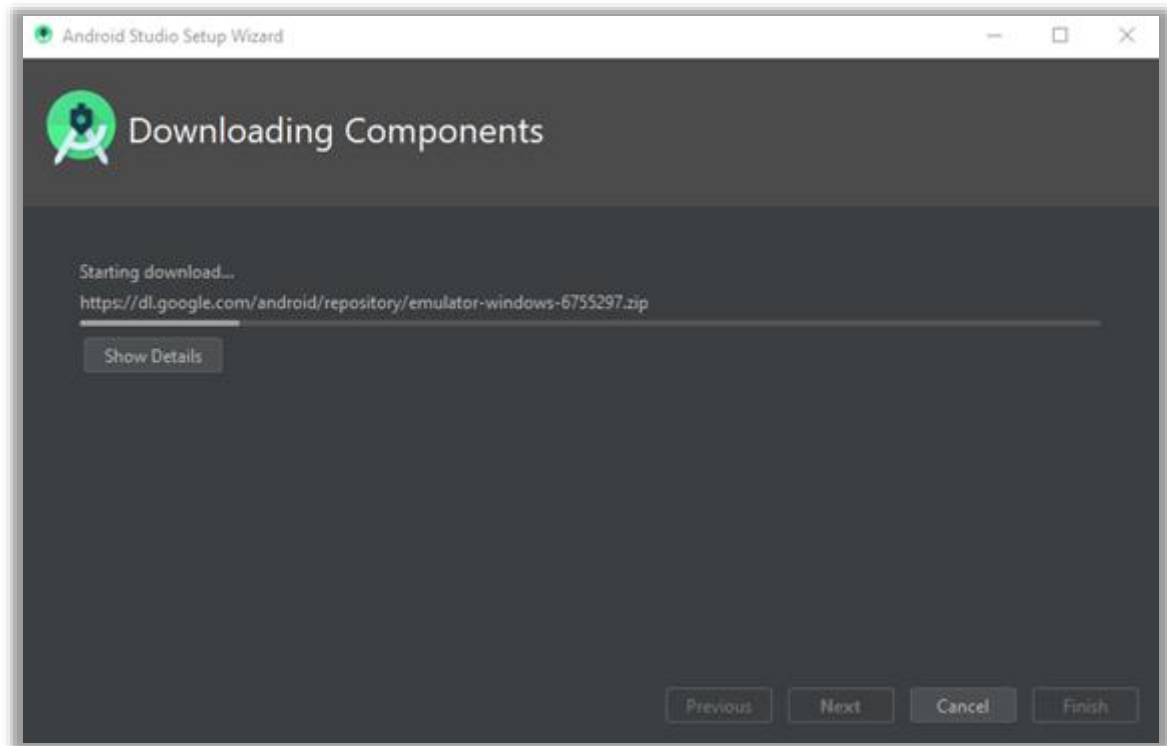 Android Studio Setup Wizard
Downloading Components
Starting download...
https://dl.google.com/android/repository/emulator-windows-6755297.zip
Show Details
Previous Next Cancel Finish